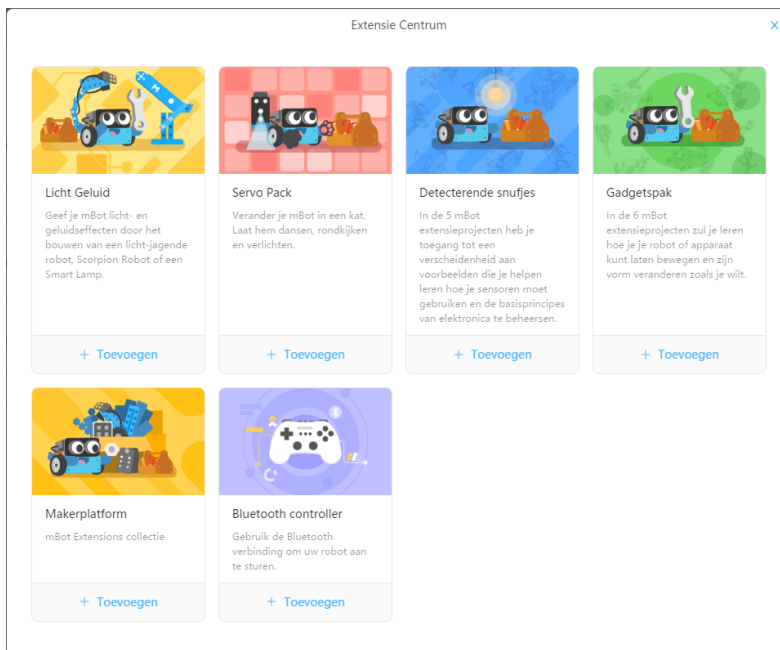 Extensie Centrum
X
Licht Geluid
Geef je mBot licht- en
geluidseffecten door het
bouwen van een licht-jagende
robot, Scorpion Robot of een
Smart Lamp.
+ Toevoegen
Servo Pack
Verander je mBot in een kat.
Laat hem dansen, rondkijken
en verlichten.
+ Toevoegen
Detecterende snufjes
In de 5 mBot
extensieprojecten heb je
toegang tot een
verscheidenheid aan
voorbeelden die je helpen
leren hoe je sensoren moet
gebruiken en de basisprincipes
van elektronica te beheersen.
+ Toevoegen
Gadgetspak
In de 6 mBot
extensieprojecten zul je leren
hoe je je robot of apparaat
kunt laten bewegen en zijn
vorm veranderen zoals je wilt.
+ Toevoegen
Makerplatform
mBot Extensions collectie
+ Toevoegen
Bluetooth controller
Gebruik de Bluetooth
verbinding om uw robot aan
te sturen.
+ Toevoegen